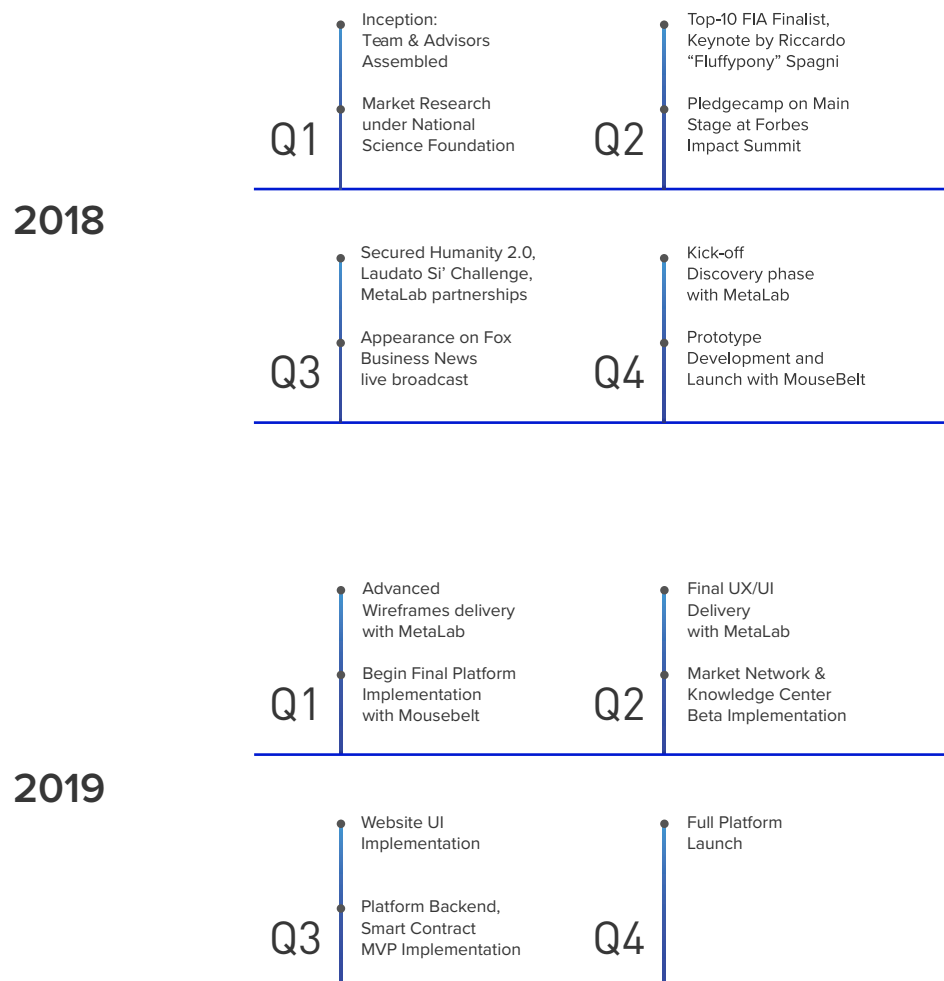 2018
Q1
Inception:
Team & Advisors
Assembled
Market Research
under National
Science Foundation
Q2
Top-10 FIA Finalist,
Keynote by Riccardo
“Fluffypony” Spagni
Pledgecamp on Main
Stage at Forbes
Impact Summit
Q3
Secured Humanity 2.0,
Laudato Si’ Challenge,
MetaLab partnerships
Appearance on Fox
Business News
live broadcast
Q4
Kick-off
Discovery phase
with MetaLab
Prototype
Development and
Launch with MouseBelt
2019
Q1
Advanced
Wireframes delivery
with MetaLab
Begin Final Platform
Implementation
with Mousebelt
Q2
Final UX/UI
Delivery
with MetaLab
Market Network &
Knowledge Center
Beta Implementation
Q3
Website UI
Implementation
Platform Backend,
Smart Contract
MVP Implementation
Q4
Full Platform
Launch